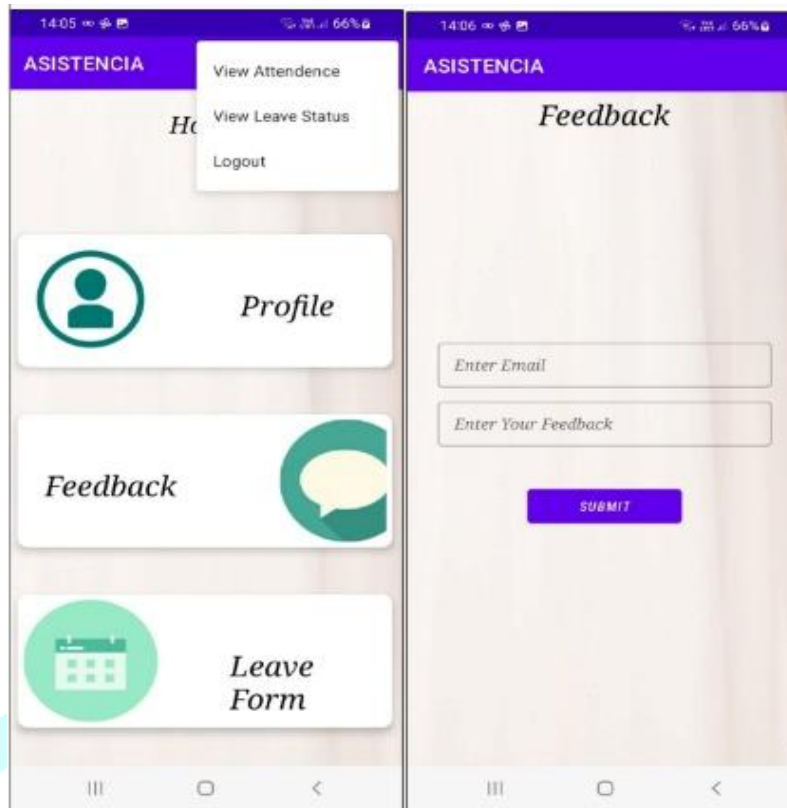 14:05
66%
ASISTENCIA
View Attendence
View Leave Status
Logout
Profile
Feedback
Leave
Form
14:06
66%
ASISTENCIA
Feedback
Enter Email
Enter Your Feedback
SUBMIT